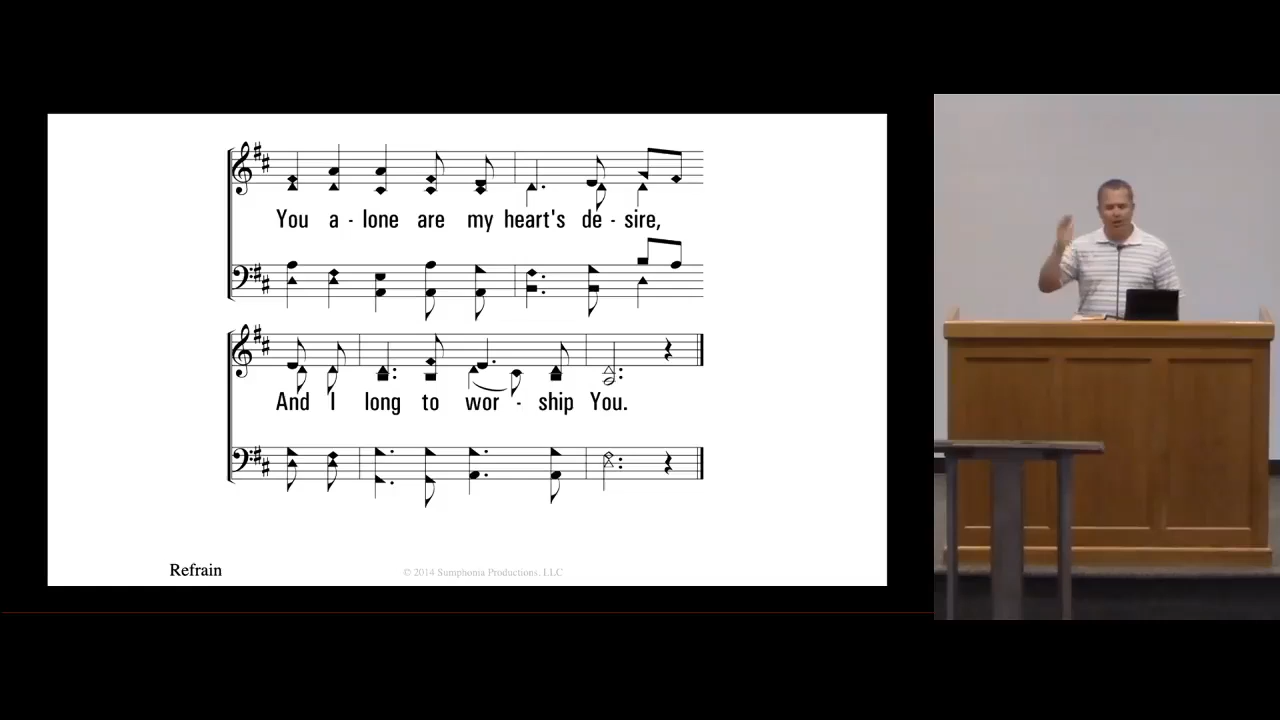 You a - lone are my heart's de - sire,
And I long to wor - ship You.
Refrain
© 2014 Sumphonia Productions, LLC